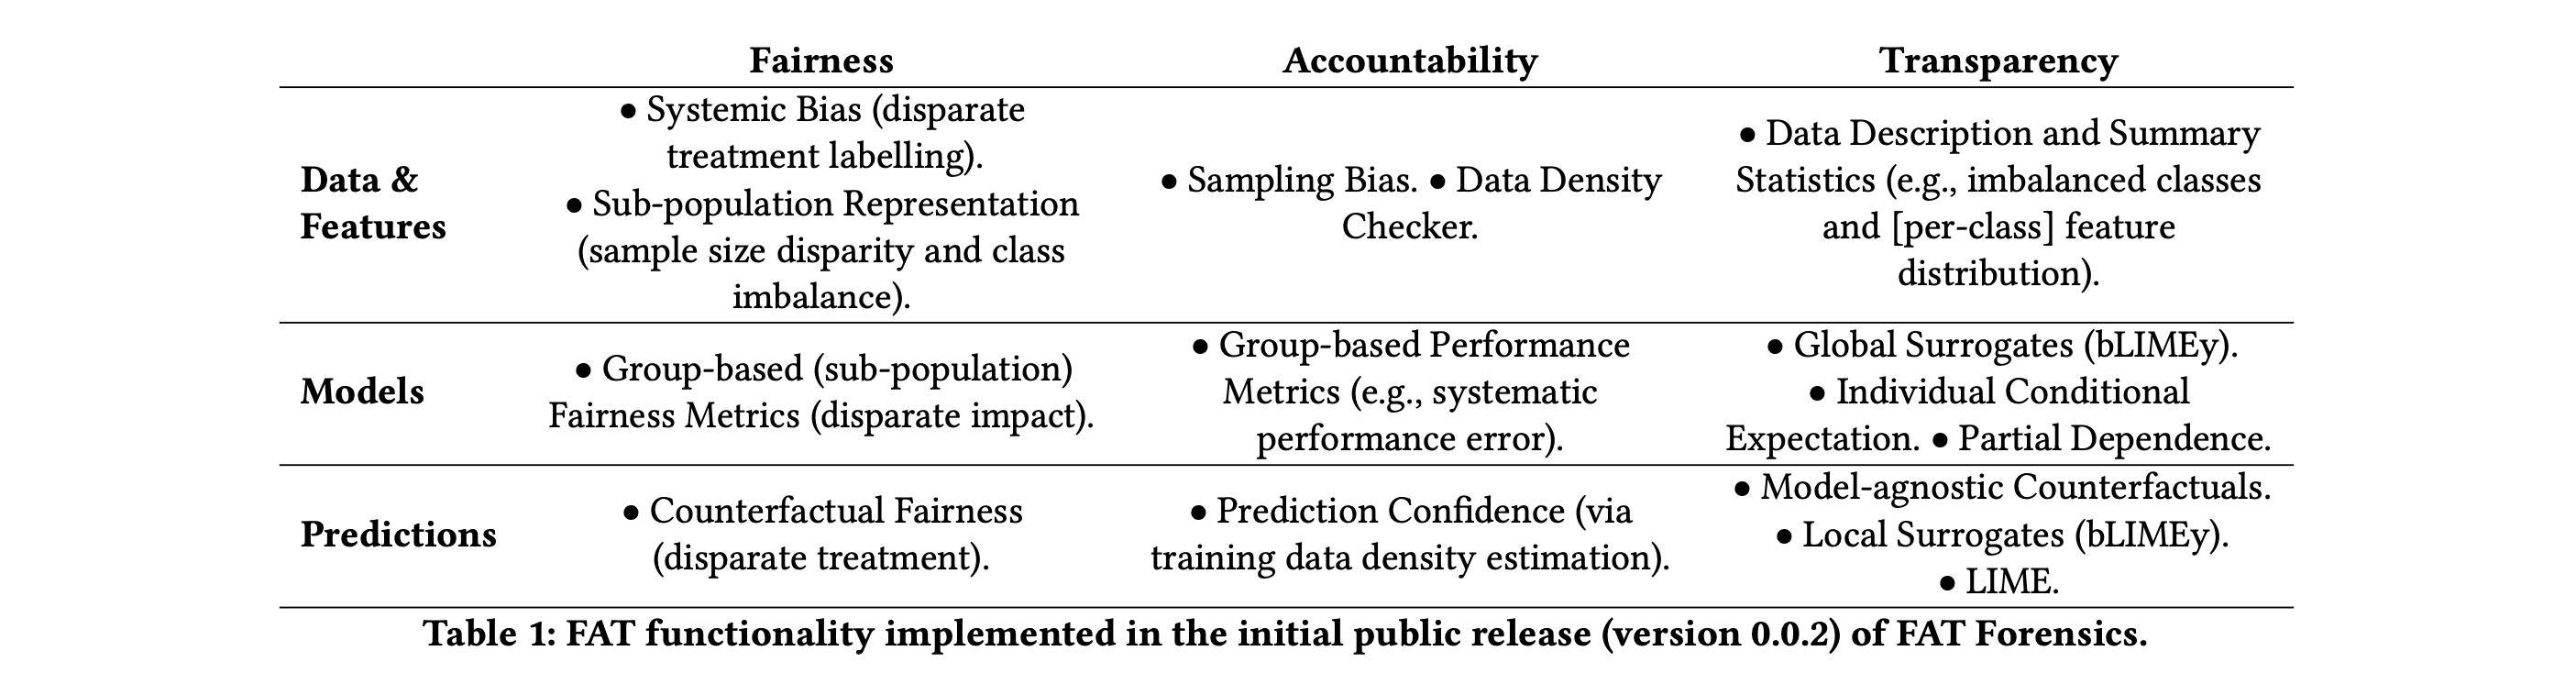 Fairness Accountability Transparency
Data &
Features
• Systemic Bias (disparate
treatment labelling).
• Sub-population Representation
(sample size disparity and class
imbalance).
• Sampling Bias. • Data Density
Checker.
• Data Description and Summary
Statistics (e.g., imbalanced classes
and [per-class] feature
distribution).
Models
• Group-based (sub-population)
Fairness Metrics (disparate impact).
• Group-based Performance
Metrics (e.g., systematic
performance error).
• Global Surrogates (bLIMEy).
• Individual Conditional
Expectation. • Partial Dependence.
Predictions
• Counterfactual Fairness
(disparate treatment).
• Prediction Confidence (via
training data density estimation).
• Model-agnostic Counterfactuals.
• Local Surrogates (bLIMEy).
• LIME.
Table 1: FAT functionality implemented in the initial public release (version 0.0.2) of FAT Forensics.